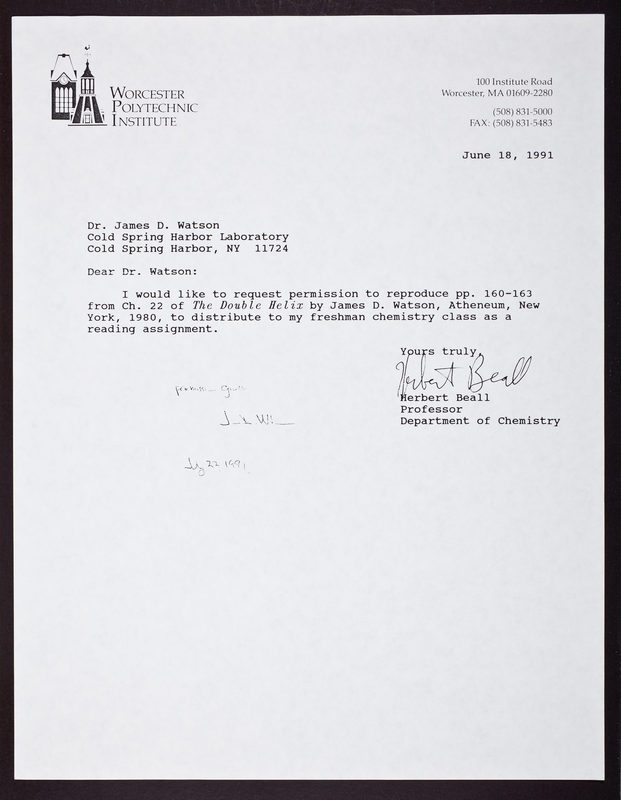 WORCESTER
POLYTECHNIC
INSTITUTE
100 Institute Road
Worcester, MA 01609-2280
(508) 831-5000
FAX: (508) 831-5483
June 18, 1991
Dr. James D. Watson
Cold Spring Harbor Laboratory
Cold Spring Harbor, NY 11724
Dear Dr. Watson:
I would like to request permission to reproduce pp. 160-163
from Ch. 22 of The Double Helix by James D. Watson, Atheneum, New
York, 1980, to distribute to my freshman chemistry class as a
reading assignment.
Yours truly,
Herbert Beall
Herbert Beall
Professor
Department of Chemistry
22 1991